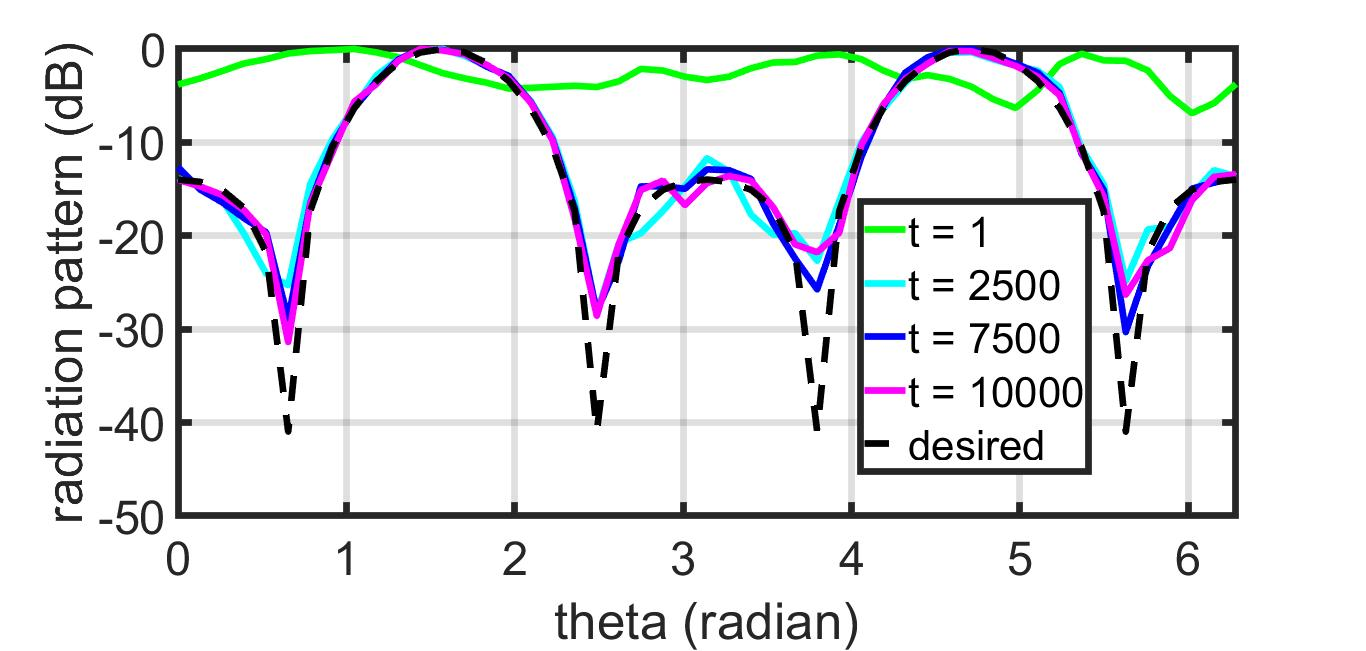 radiation pattern (dB)
0
-10
-20
-30
-40
-50
t = 1
t = 2500
t = 7500
t = 10000
desired
0 1 2 3 4 5 6
theta (radian)